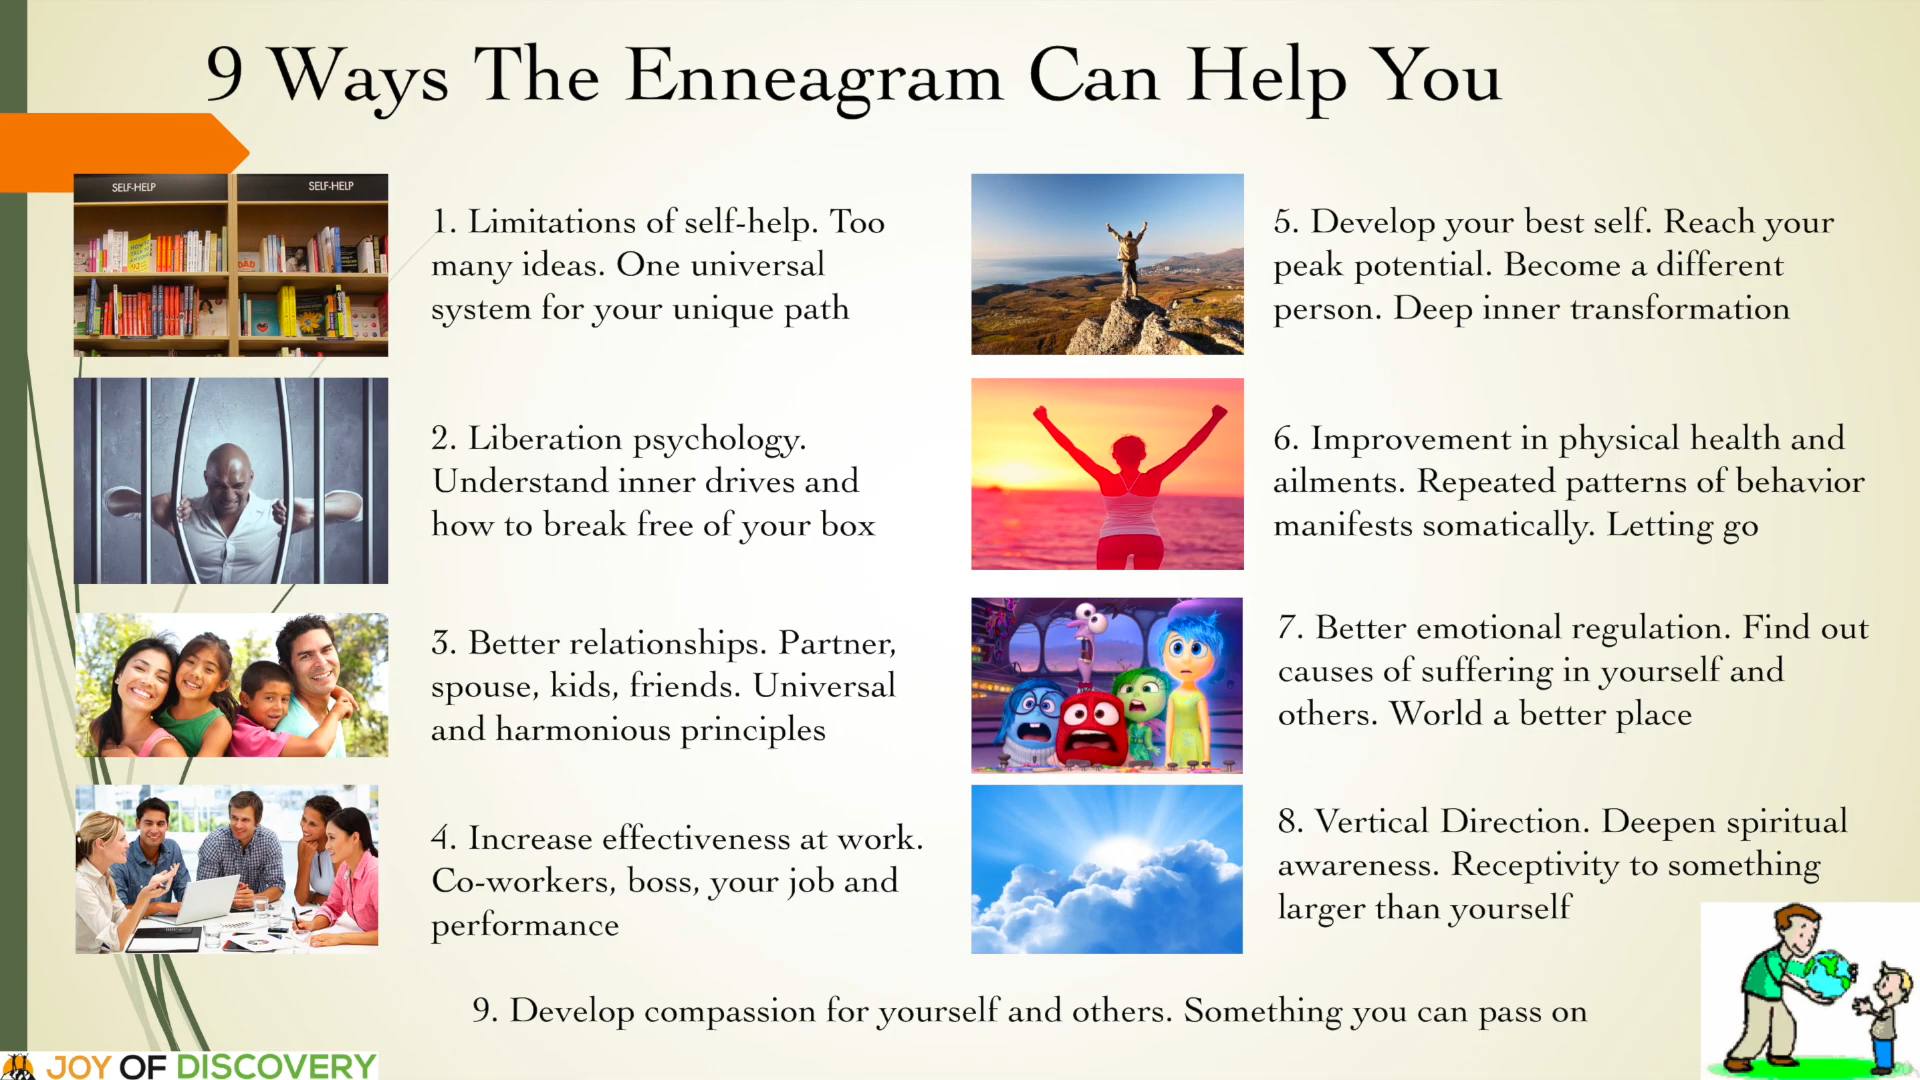 9 Ways The Enneagram Can Help You
SELF-HELP
SELF-HELP
1. Limitations of self-help. Too
many ideas. One universal
system for your unique path
2. Liberation psychology.
Understand inner drives and
how to break free of your box
3. Better relationships. Partner,
spouse, kids, friends. Universal
and harmonious principles
4. Increase effectiveness at work.
Co-workers, boss, your job and
performance
5. Develop your best self. Reach your
peak potential. Become a different
person. Deep inner transformation
6. Improvement in physical health and
ailments. Repeated patterns of behavior
manifests somatically. Letting go
7. Better emotional regulation. Find out
causes of suffering in yourself and
others. World a better place
8. Vertical Direction. Deepen spiritual
awareness. Receptivity to something
larger than yourself
9. Develop compassion for yourself and others. Something you can pass on
JOY OF DISCOVERY